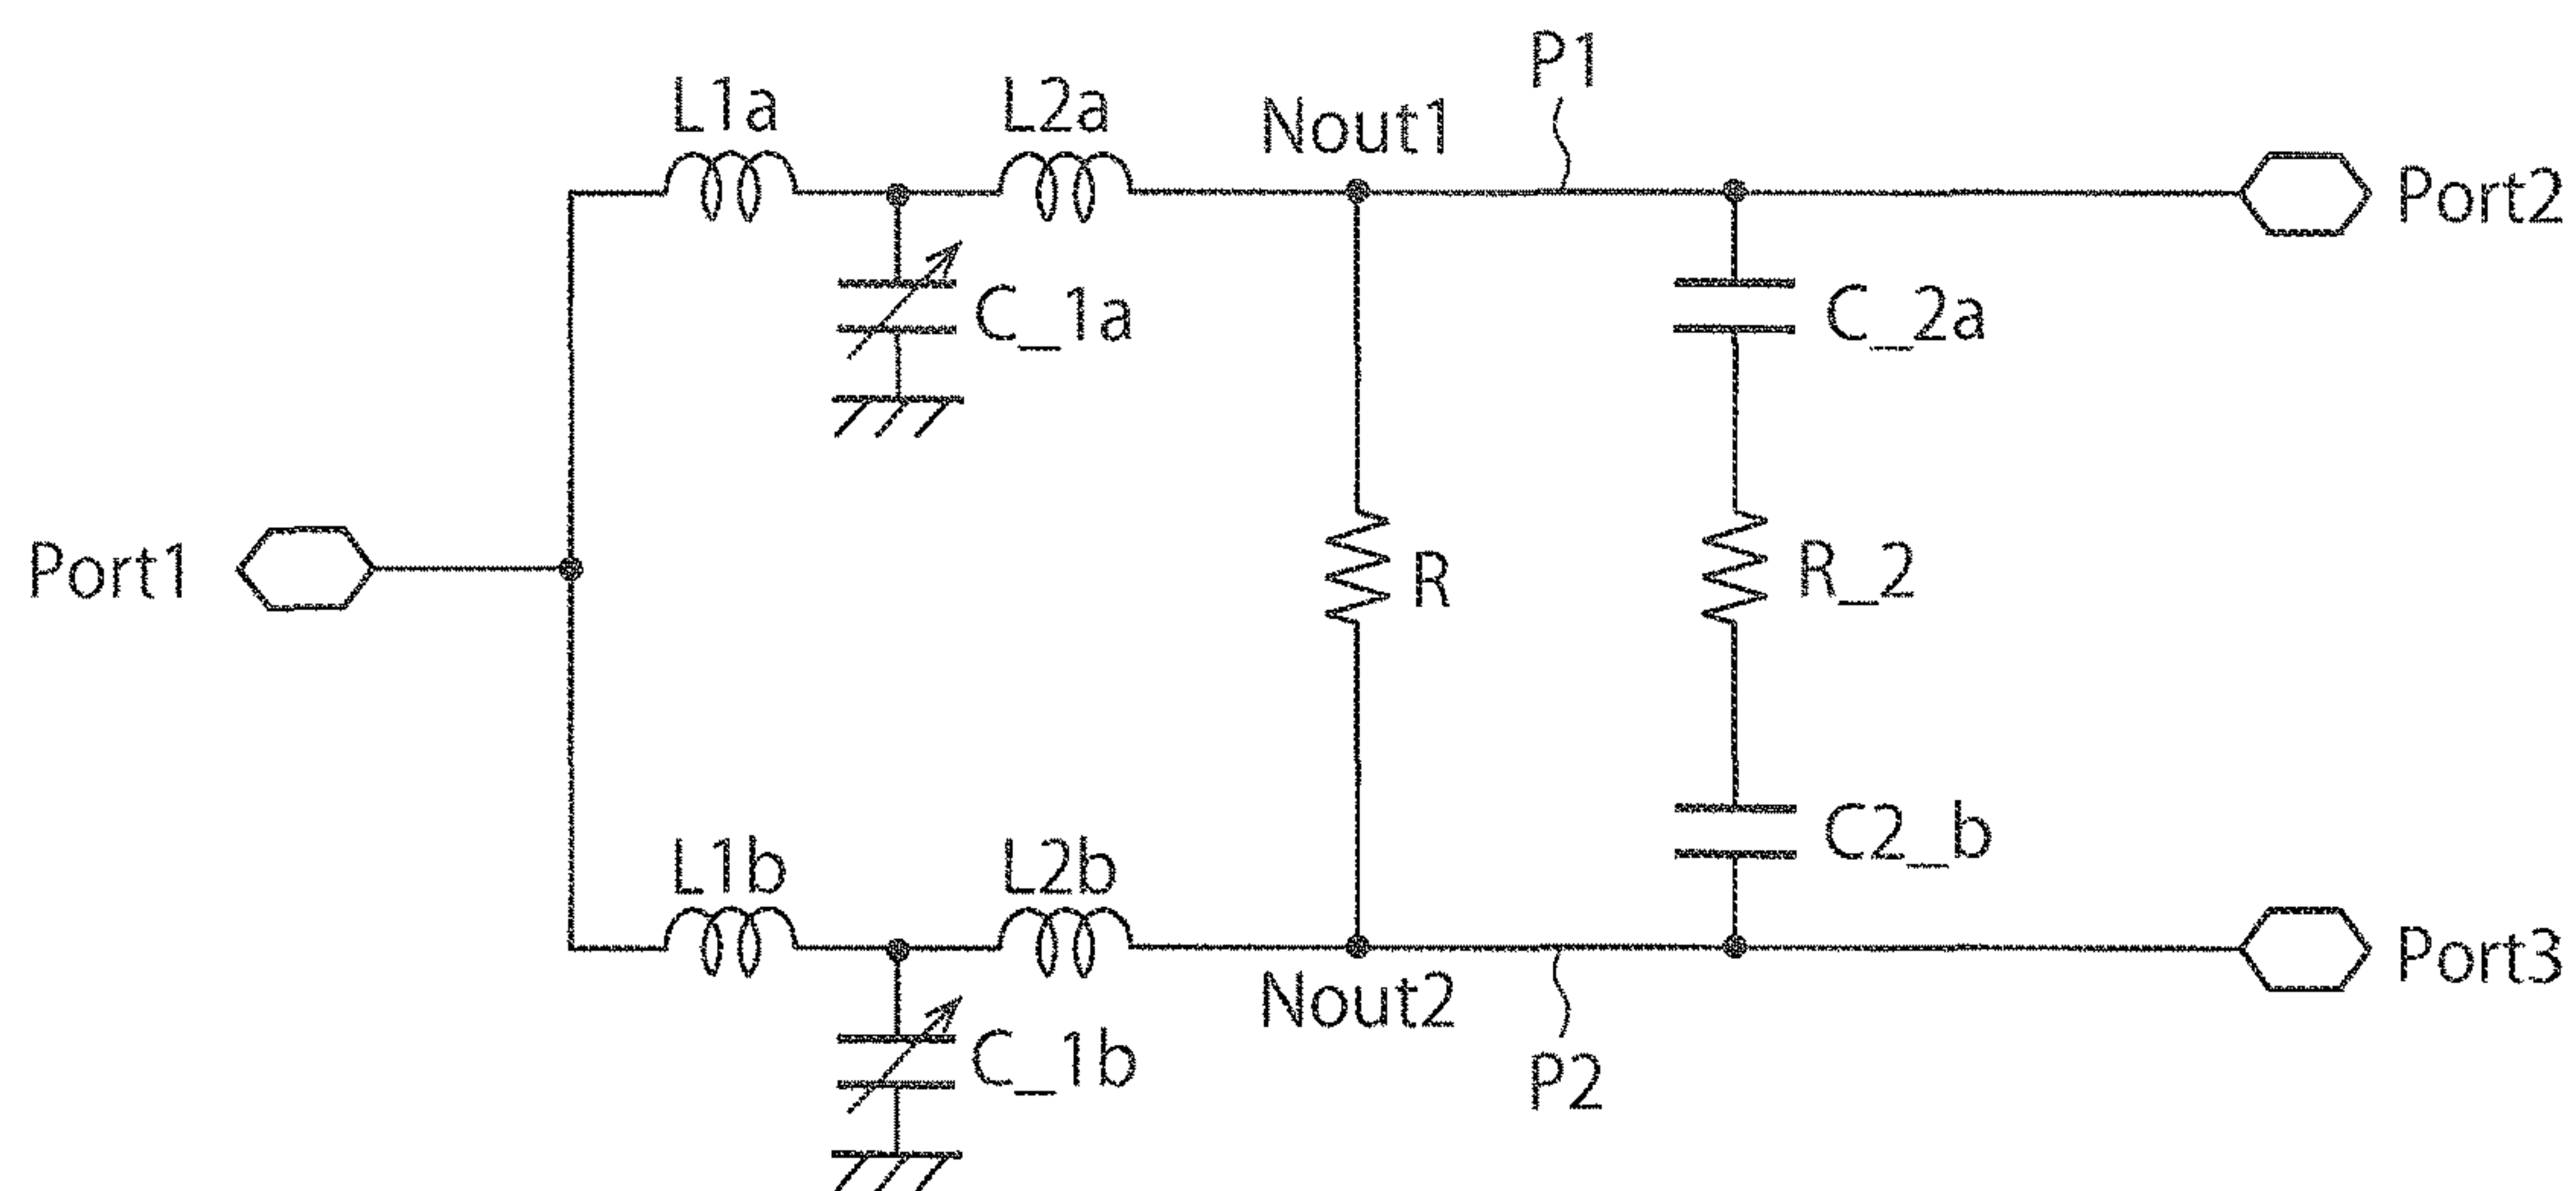 P1
L1a
L2a
Nout1
Port2
C_1a
C_2a
Port1
R
R_2
L1b
L2b
C2_b
Port3
Nout2
C_1b
P2